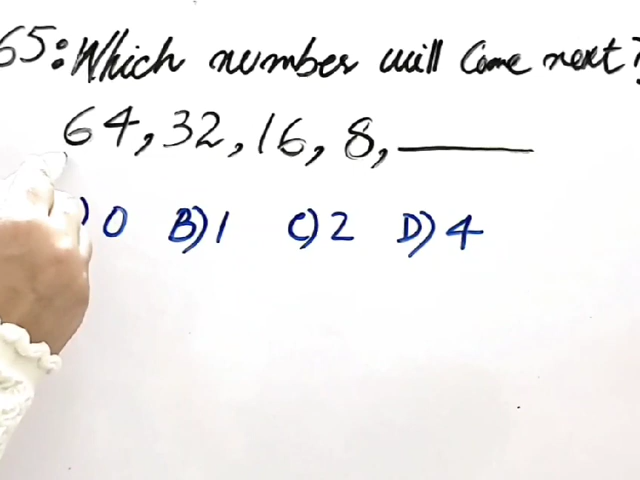 65: Which number will Come next?
64, 32, 16, 8, ____
) 0 B) 1 C) 2 D) 4